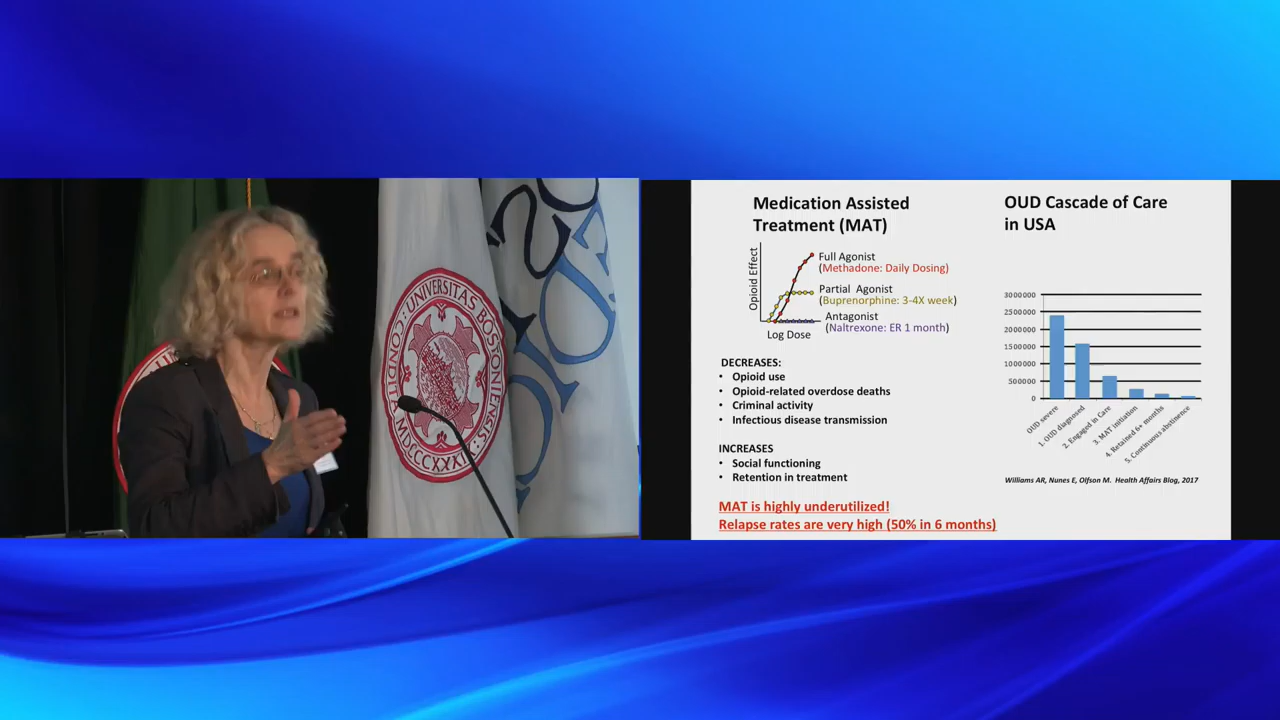 UNIVERSITAS BOSTONIENSIS
CONDITA
MDCCCXXXIX
Medication Assisted
Treatment (MAT)
Opioid Effect
Full Agonist
(Methadone: Daily Dosing)
Partial Agonist
(Buprenorphine: 3-4X week)
Antagonist
(Naltrexone: ER 1 month)
Log Dose
DECREASES:
• Opioid use
• Opioid-related overdose deaths
• Criminal activity
• Infectious disease transmission
INCREASES
• Social functioning
• Retention in treatment
MAT is highly underutilized!
Relapse rates are very high (50% in 6 months)
OUD Cascade of Care
in USA
3000000
2500000
2000000
1500000
1000000
500000
0
OUD severe
1. OUD diagnosed
2. Engaged in Care
3. MAT initiation
4. Retained 6+ months
5. Continuous abstinence
Williams AR, Nunes E, Olfson M. Health Affairs Blog, 2017